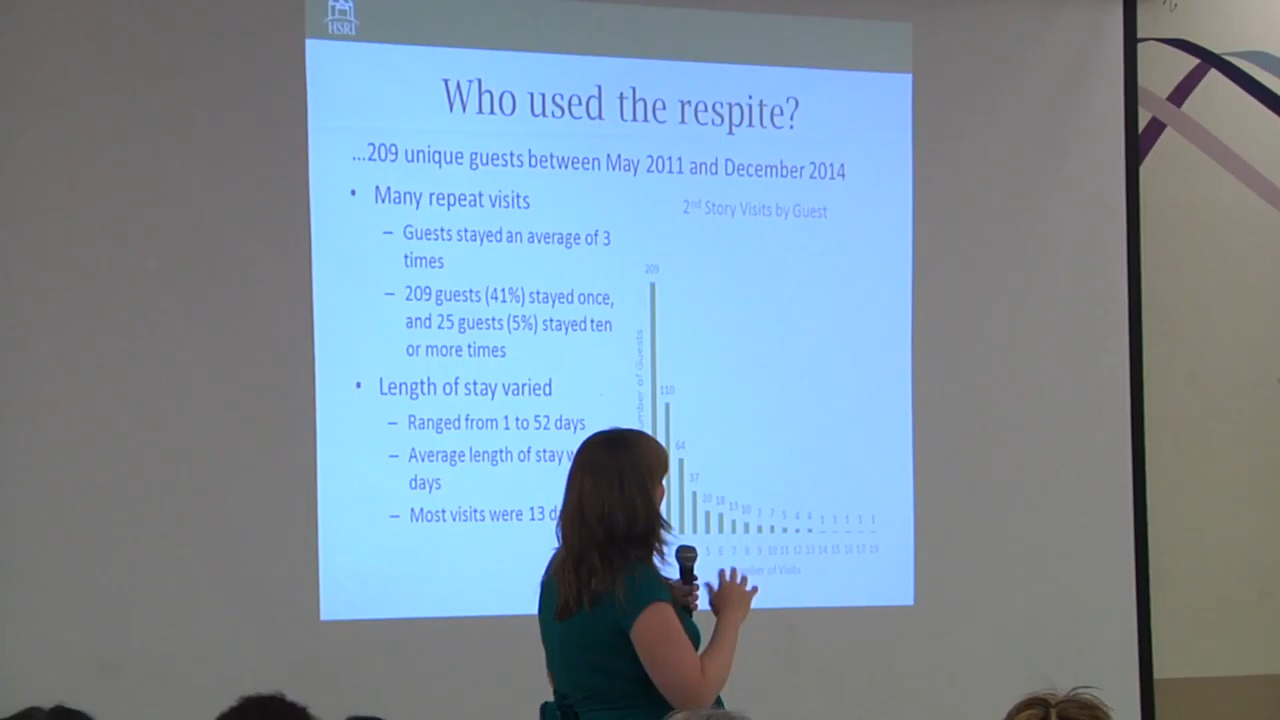 HSRI
Who used the respite?
...209 unique guests between May 2011 and December 2014
• Many repeat visits
– Guests stayed an average of 3
times
– 209 guests (41%) stayed once,
and 25 guests (5%) stayed ten
or more times
• Length of stay varied
– Ranged from 1 to 52 days
– Average length of stay
days
– Most visits were 13
2nd Story Visits by Guest
209
110
64
37
20 18 13 10 7 7 5 4 4 1 1 1 1 1
of Guests
5 6 7 8 9 10 11 12 13 14 15 16 17 19
of Visits